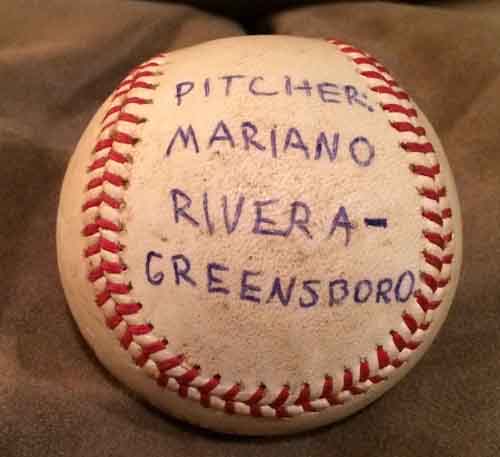 PITCHER:
MARIANO
RIVERA-
GREENSBORO